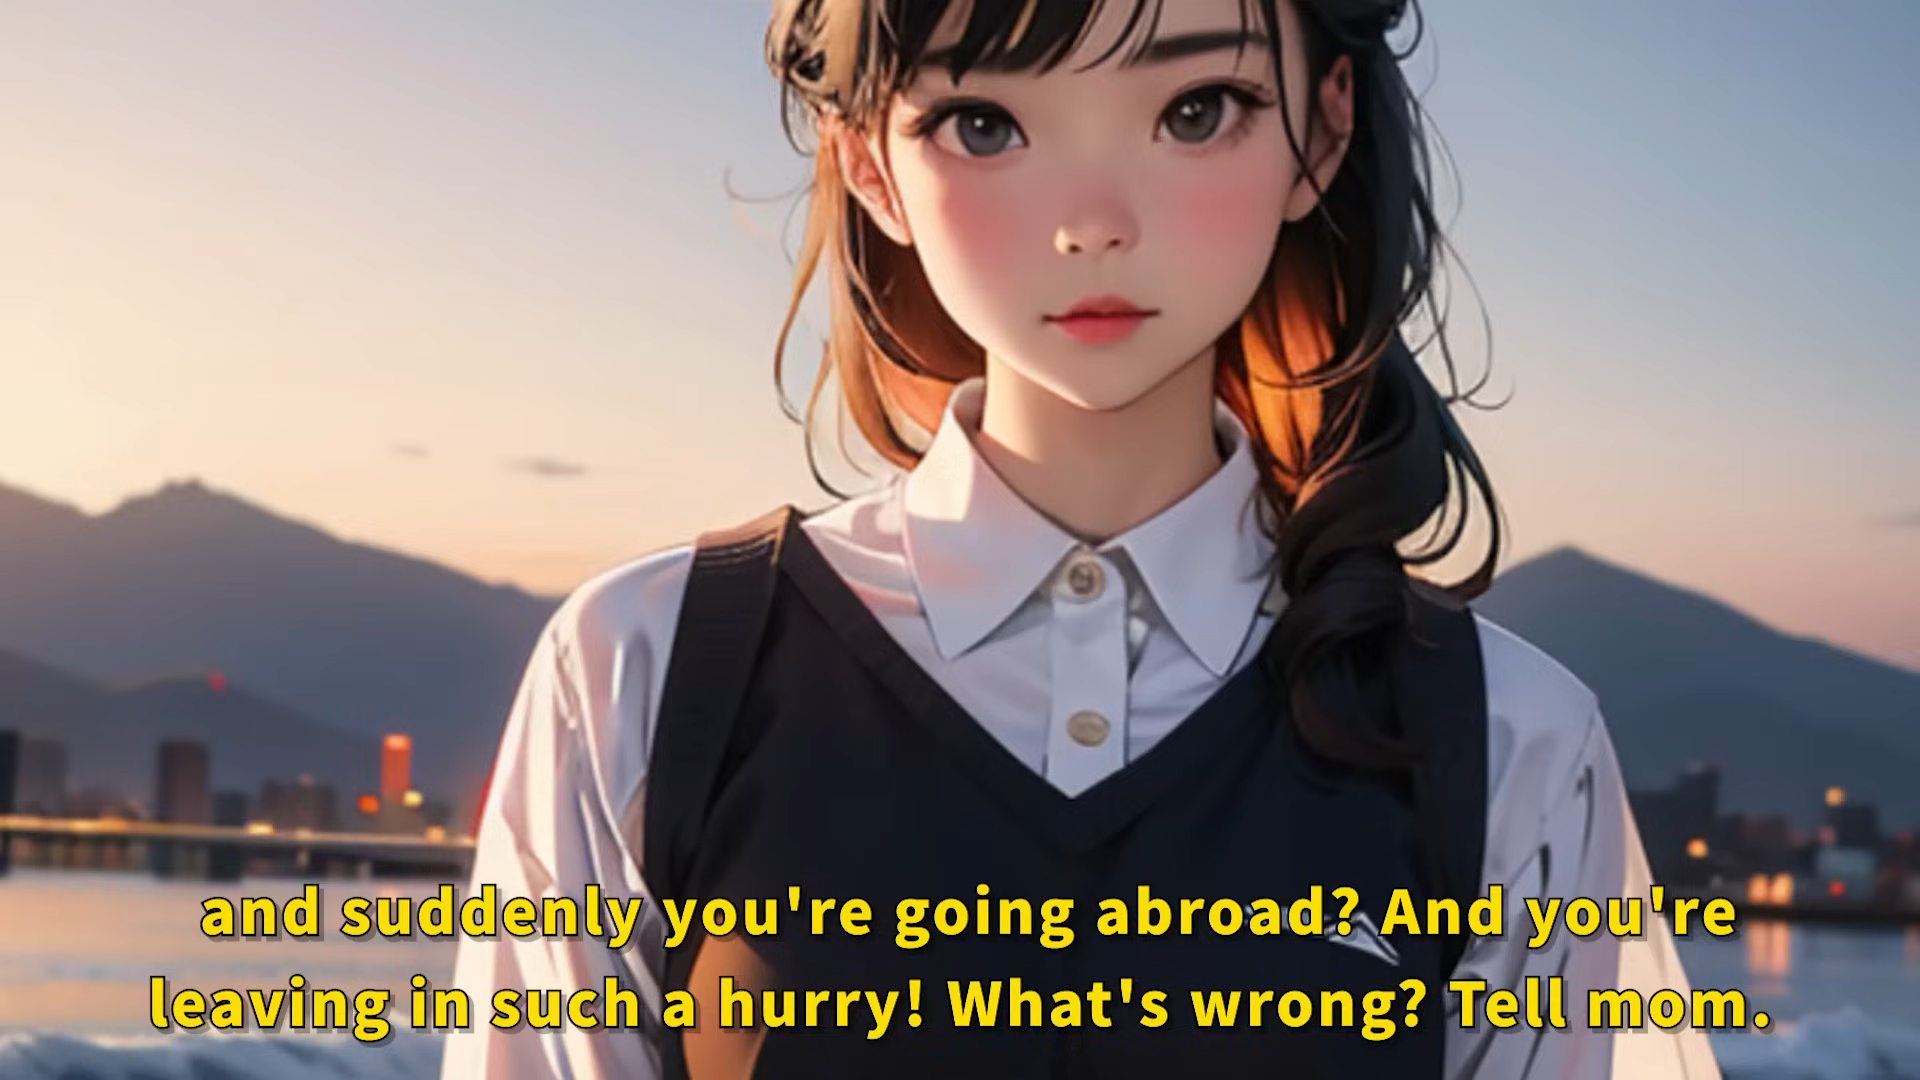 and suddenly you're going abroad? And you're
leaving in such a hurry! What's wrong? Tell mom.